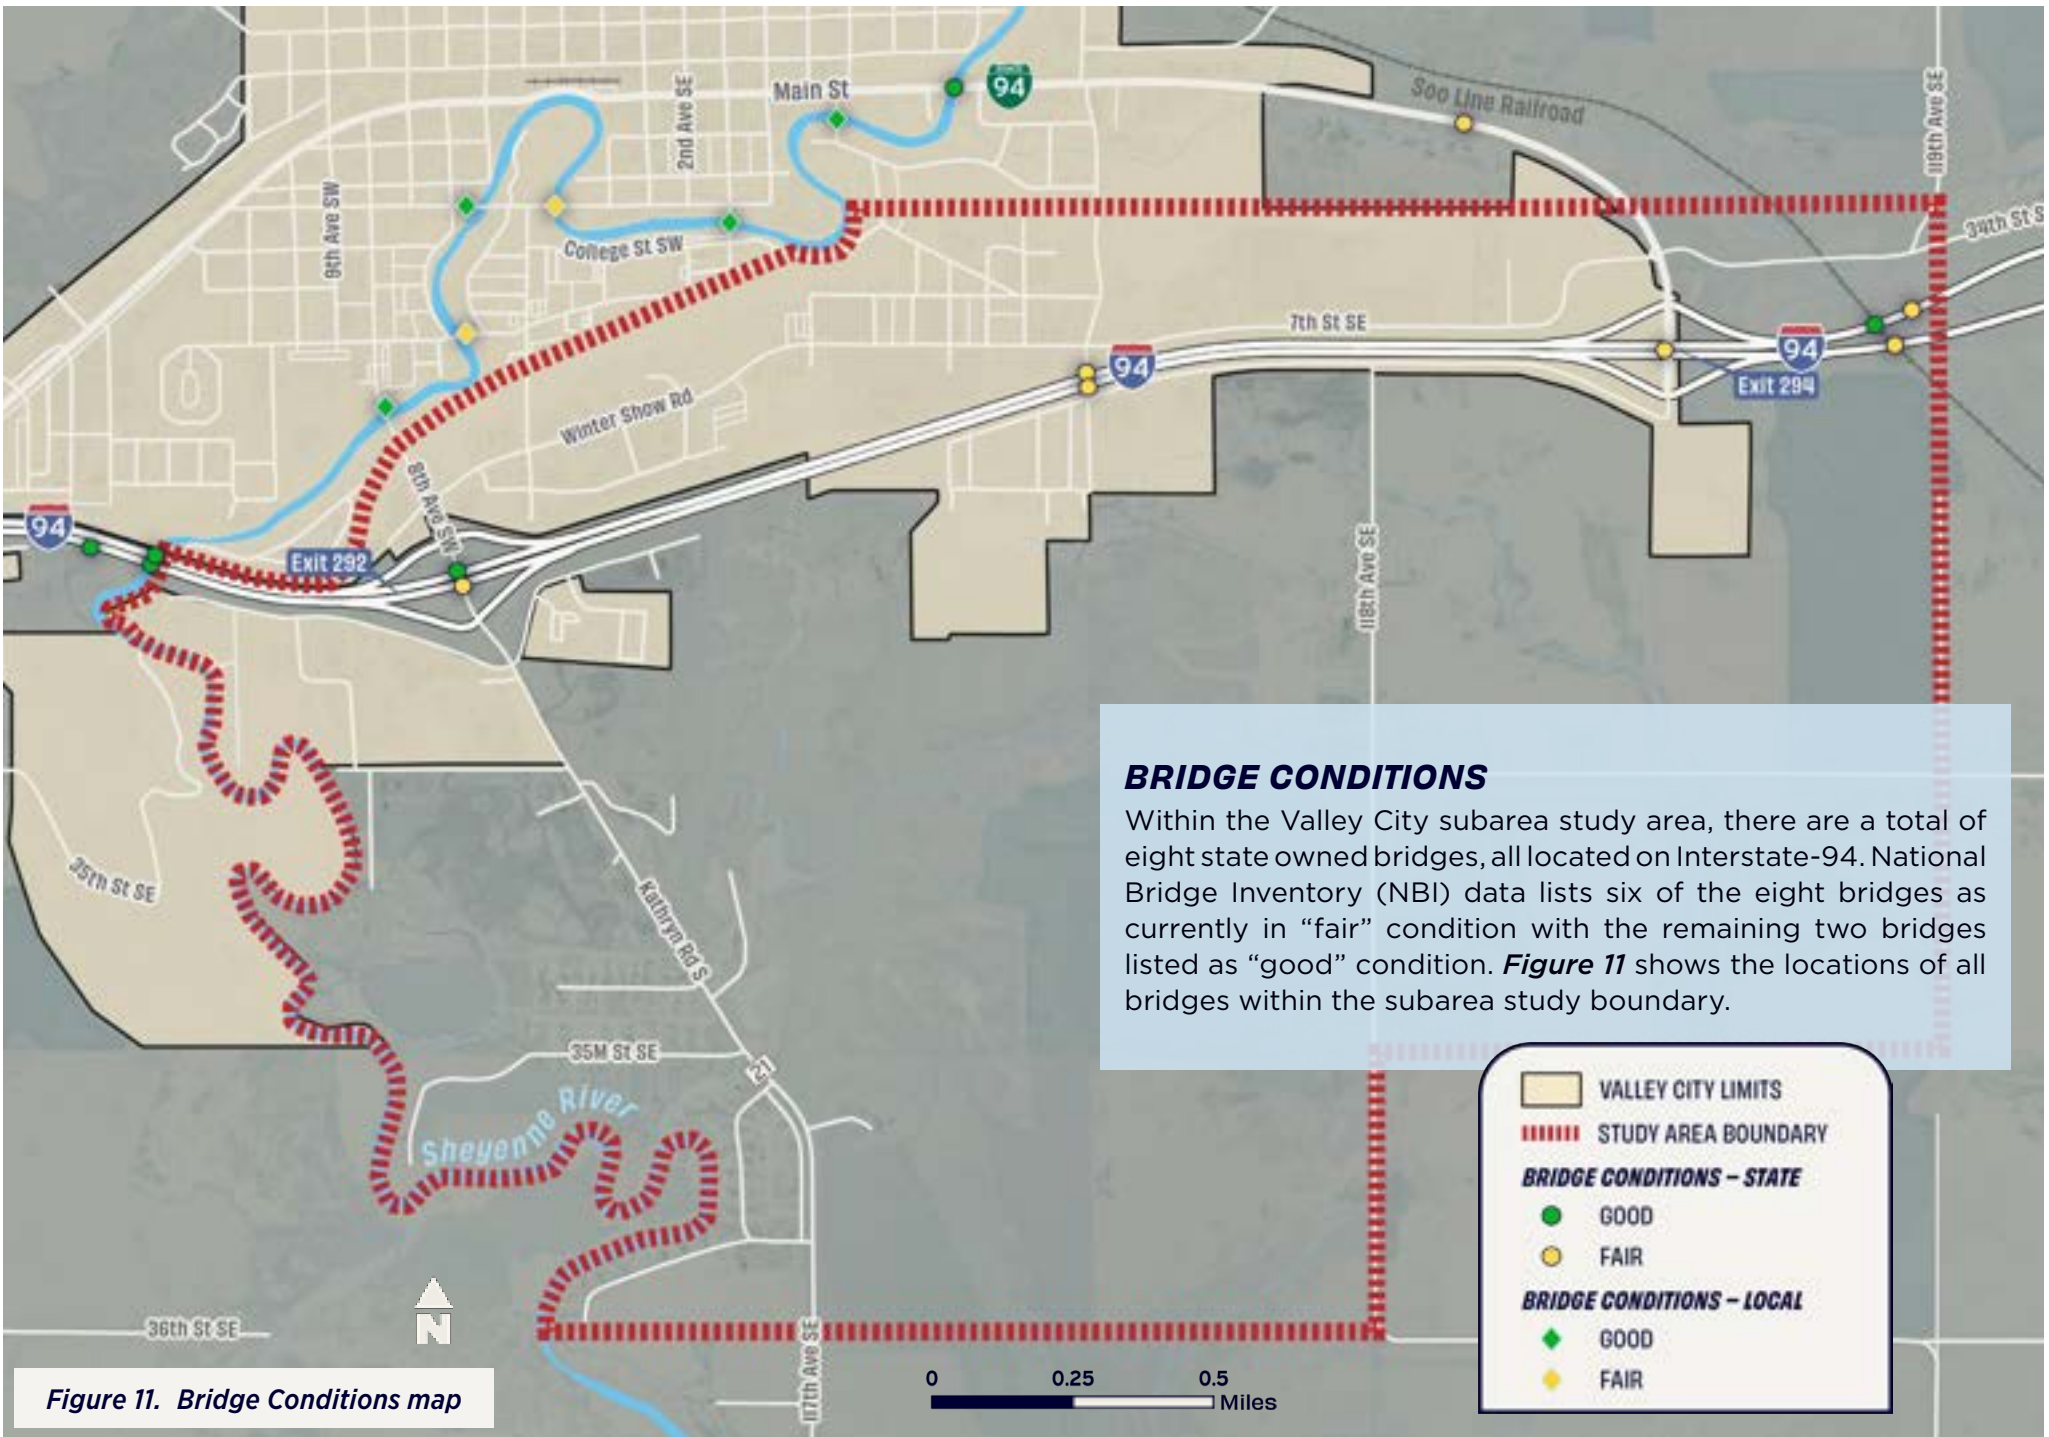 Main St
94
Soo Line Railroad
119th Ave SE
2nd Ave SE
9th Ave SW
College St SW
34th St S
7th St SE
94
94
Exit 294
Winter Show Rd
8th Ave SW
94
Exit 292
118th Ave SE
BRIDGE CONDITIONS
Within the Valley City subarea study area, there are a total of
eight state owned bridges, all located on Interstate-94. National
Bridge Inventory (NBI) data lists six of the eight bridges as
currently in “fair” condition with the remaining two bridges
listed as “good” condition. Figure 11 shows the locations of all
bridges within the subarea study boundary.
35th St SE
Kathryn Rd S
35M St SE
21
Sheyenne River
VALLEY CITY LIMITS
STUDY AREA BOUNDARY
BRIDGE CONDITIONS – STATE
GOOD
FAIR
BRIDGE CONDITIONS – LOCAL
GOOD
FAIR
36th St SE
N
117th Ave SE
0 0.25 0.5
Miles
Figure 11. Bridge Conditions map